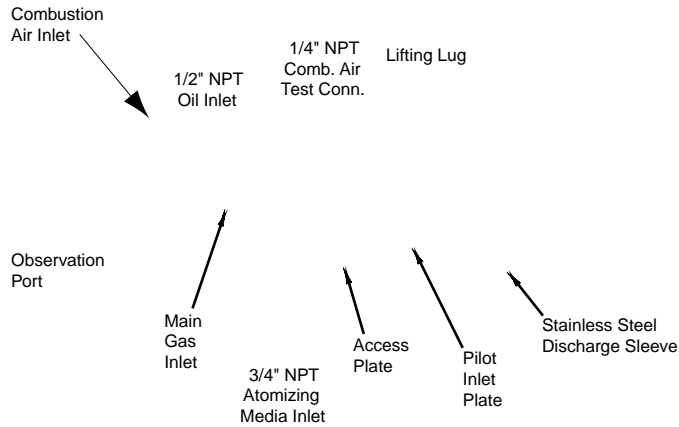 Combustion
Air Inlet
1/2" NPT
Oil Inlet
1/4" NPT
Comb. Air
Test Conn.
Lifting Lug
Observation
Port
Main
Gas
Inlet
3/4" NPT
Atomizing
Media Inlet
Access
Plate
Pilot
Inlet
Plate
Stainless Steel
Discharge Sleeve